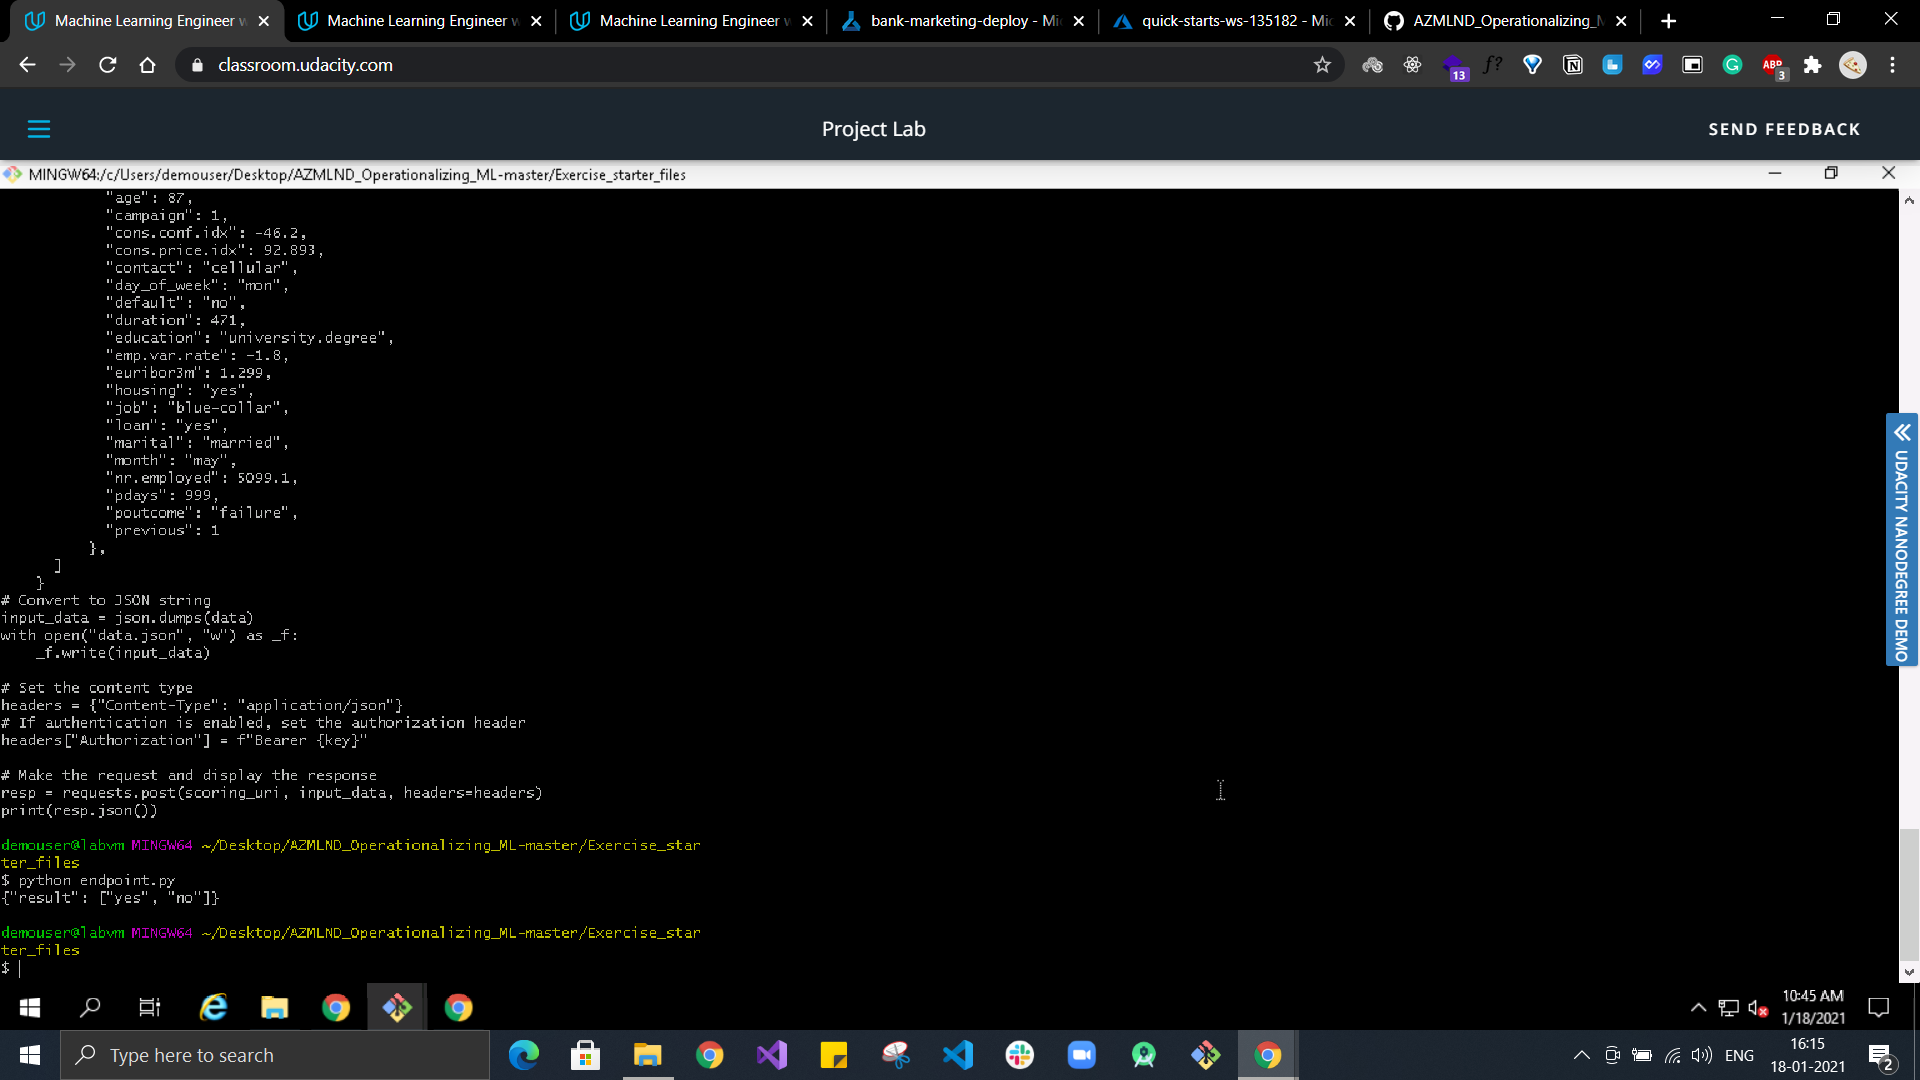 Machine Learning Engineer w
Machine Learning Engineer w
Machine Learning Engineer w
bank-marketing-deploy - Mi
quick-starts-ws-135182 - Mic
AZMLND_Operationalizing_M
classroom.udacity.com
13
f?
ABP
3
Project Lab
SEND FEEDBACK
MINGW64:/c/Users/demouser/Desktop/AZMLND_Operationalizing_ML-master/Exercise_starter_files
"age": 87,
"campaign": 1,
"cons.conf.idx": -46.2,
"cons.price.idx": 92.893,
"contact": "cellular",
"day_of_week": "mon",
"default": "no",
"duration": 471,
"education": "university.degree",
"emp.var.rate": -1.8,
"euribor3m": 1.299,
"housing": "yes",
"job": "blue-collar",
"loan": "yes",
"marital": "married",
"month": "may",
"nr.employed": 5099.1,
"pdays": 999,
"poutcome": "failure",
"previous": 1
},
]
}
# Convert to JSON string
input_data = json.dumps(data)
with open("data.json", "w") as _f:
_f.write(input_data)
# Set the content type
headers = {"Content-Type": "application/json"}
# If authentication is enabled, set the authorization header
headers["Authorization"] = f"Bearer {key}"
# Make the request and display the response
resp = requests.post(scoring_uri, input_data, headers=headers)
print(resp.json())
demouser@labvm MINGW64 ~/Desktop/AZMLND_Operationalizing_ML-master/Exercise_star
ter_files
$ python endpoint.py
{"result": ["yes", "no"]}
demouser@labvm MINGW64 ~/Desktop/AZMLND_Operationalizing_ML-master/Exercise_star
ter_files
$
UDACITY NANODEGREE DEMO
10:45 AM
1/18/2021
Type here to search
ENG
16:15
18-01-2021
2